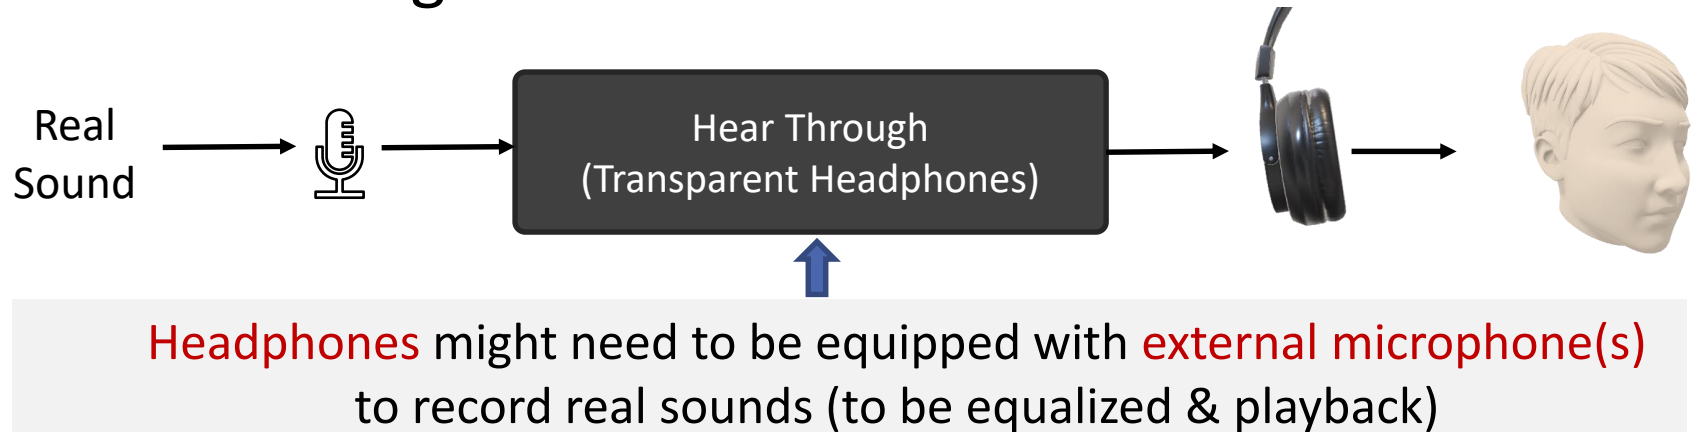 Real
Sound
Hear Through
(Transparent Headphones)
Headphones might need to be equipped with external microphone(s)
to record real sounds (to be equalized & playback)